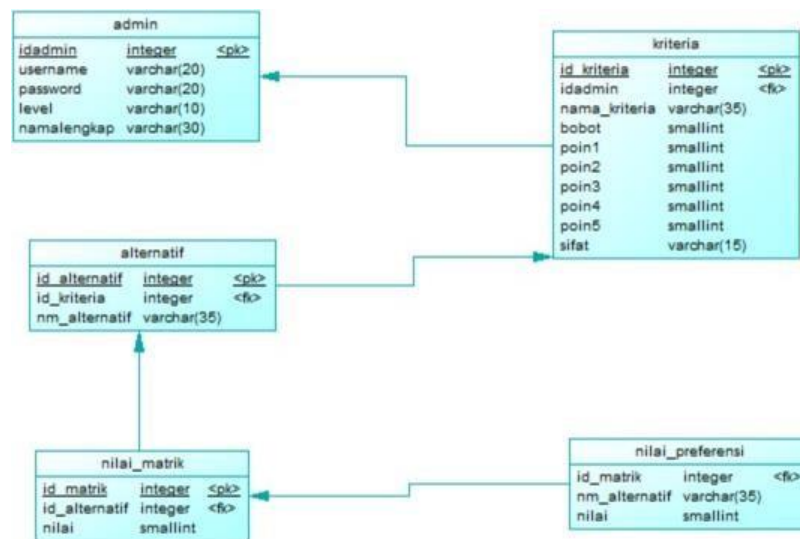 admin
idadmin integer <pk>
username varchar(20)
password varchar(20)
level varchar(10)
namalengkap varchar(30)
kriteria
id_kriteria integer <pk>
idadmin integer <fk>
nama_kriteria varchar(35)
bobot smallint
poin1 smallint
poin2 smallint
poin3 smallint
poin4 smallint
poin5 smallint
sifat varchar(15)
alternatif
id_alternatif integer <pk>
id_kriteria integer <fk>
nm_alternatif varchar(35)
nilai_matrik
id_matrik integer <pk>
id_alternatif integer <fk>
nilai smallint
nilai_preferensi
id_matrik integer <fk>
nm_alternatif varchar(35)
nilai smallint